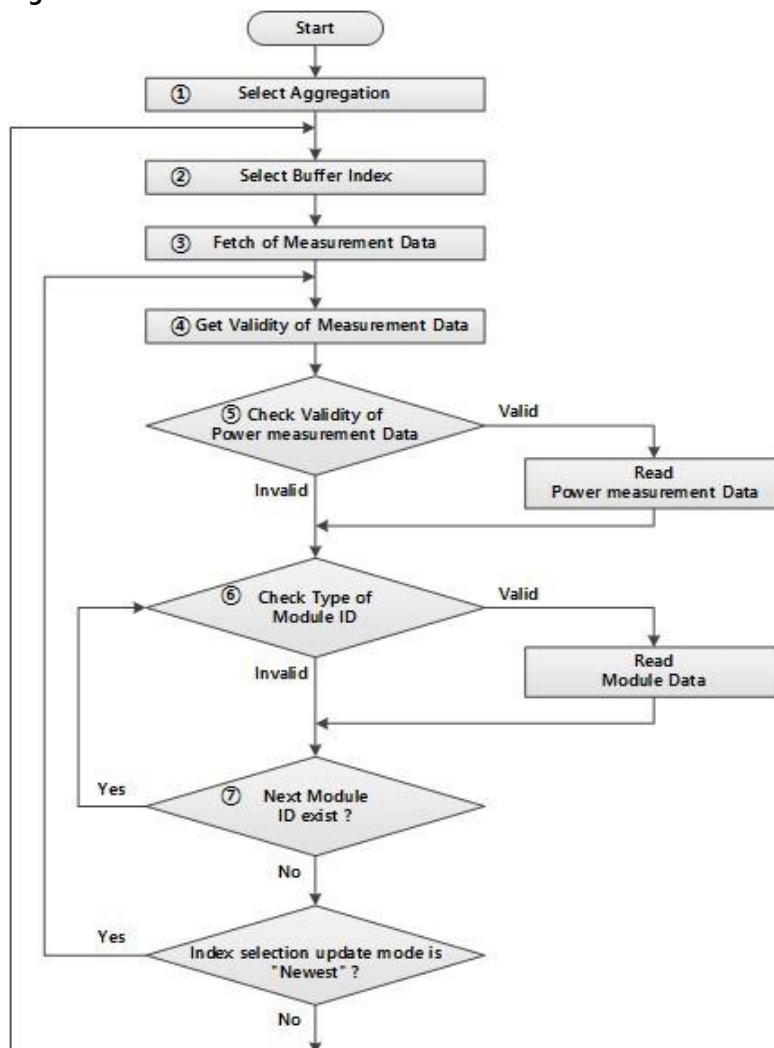 Start
① Select Aggregation
② Select Buffer Index
③ Fetch of Measurement Data
④ Get Validity of Measurement Data
⑤ Check Validity of
Power measurement Data
Valid
Read
Power measurement Data
Invalid
⑥ Check Type of
Module ID
Valid
Read
Module Data
Invalid
Yes
⑦ Next Module
ID exist ?
No
Yes
Index selection update mode is
"Newest" ?
No